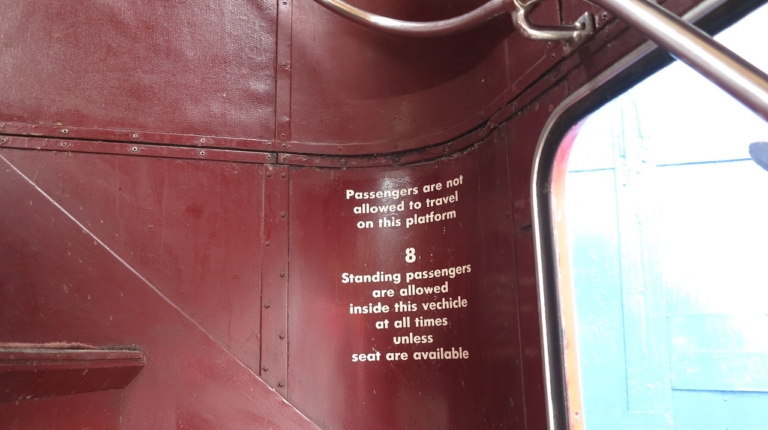 Passengers are not
allowed to travel
on this platform
8
Standing passengers
are allowed
inside this vechicle
at all times
unless
seat are available